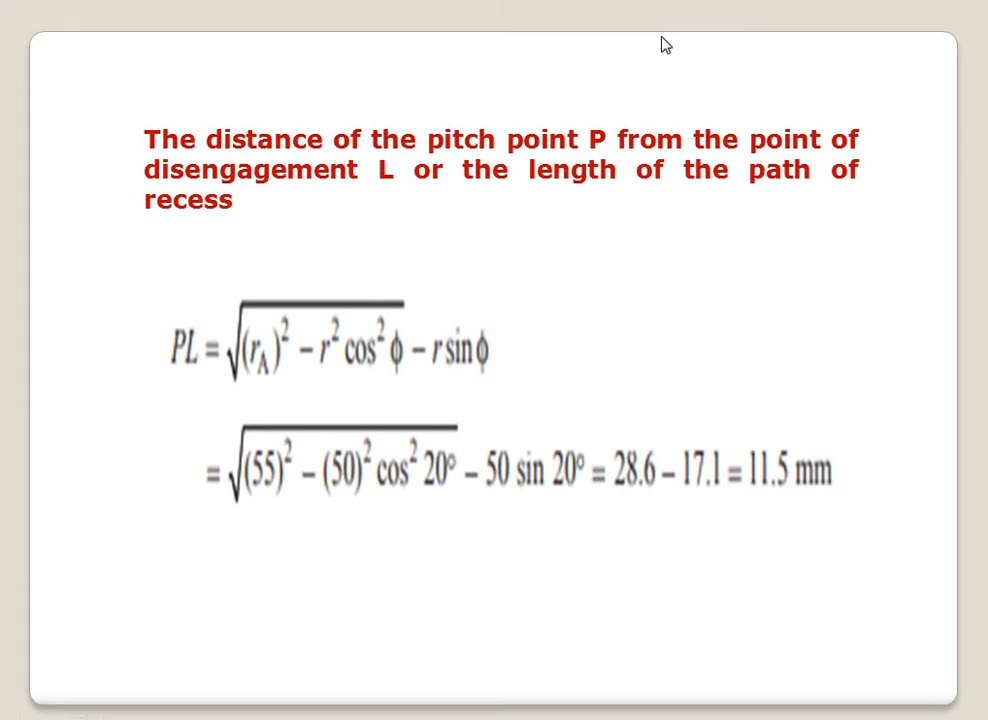 The distance of the pitch point P from the point of
disengagement L or the length of the path of
recess
PL = √(r_A)² – r² cos² ϕ – r sin ϕ
= √(55)² – (50)² cos² 20° – 50 sin 20° = 28.6 – 17.1 = 11.5 mm